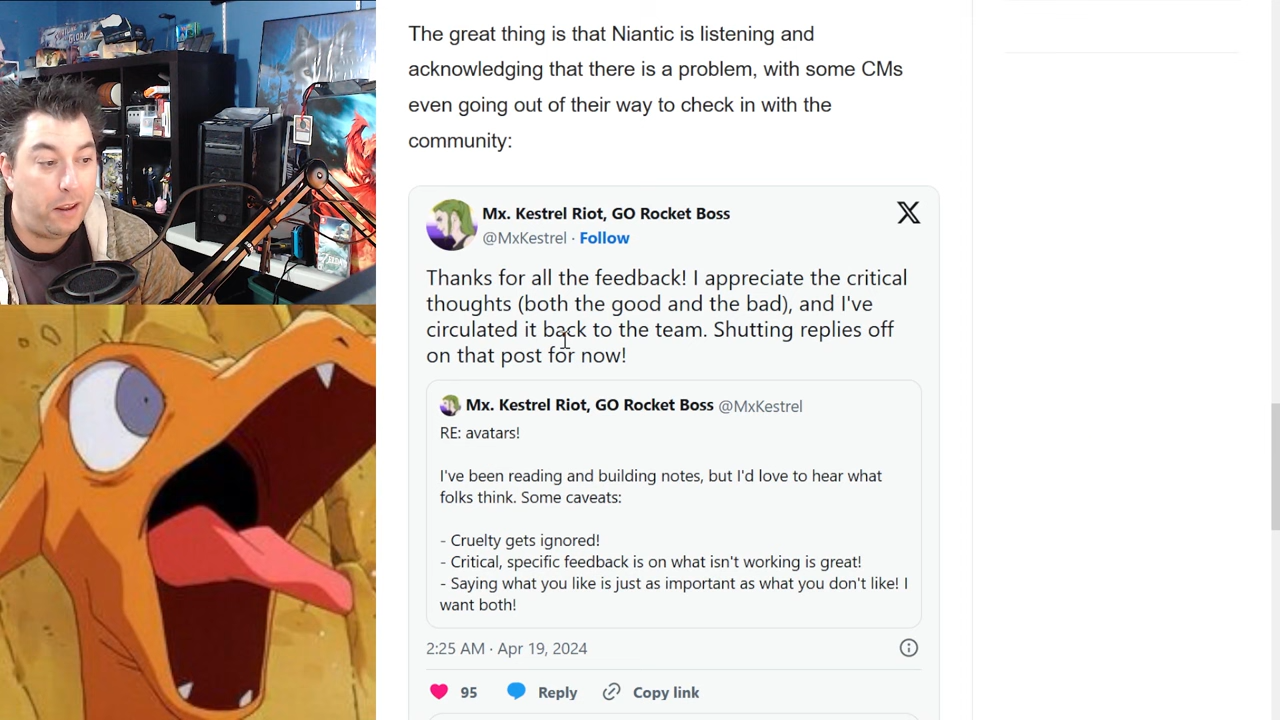 The great thing is that Niantic is listening and
acknowledging that there is a problem, with some CMs
even going out of their way to check in with the
community:
Mx. Kestrel Riot, GO Rocket Boss
@MxKestrel · Follow
Thanks for all the feedback! I appreciate the critical
thoughts (both the good and the bad), and I've
circulated it back to the team. Shutting replies off
on that post for now!
Mx. Kestrel Riot, GO Rocket Boss @MxKestrel
RE: avatars!
I've been reading and building notes, but I'd love to hear what
folks think. Some caveats:
- Cruelty gets ignored!
- Critical, specific feedback is on what isn't working is great!
- Saying what you like is just as important as what you don't like! I
want both!
2:25 AM · Apr 19, 2024
95 Reply Copy link